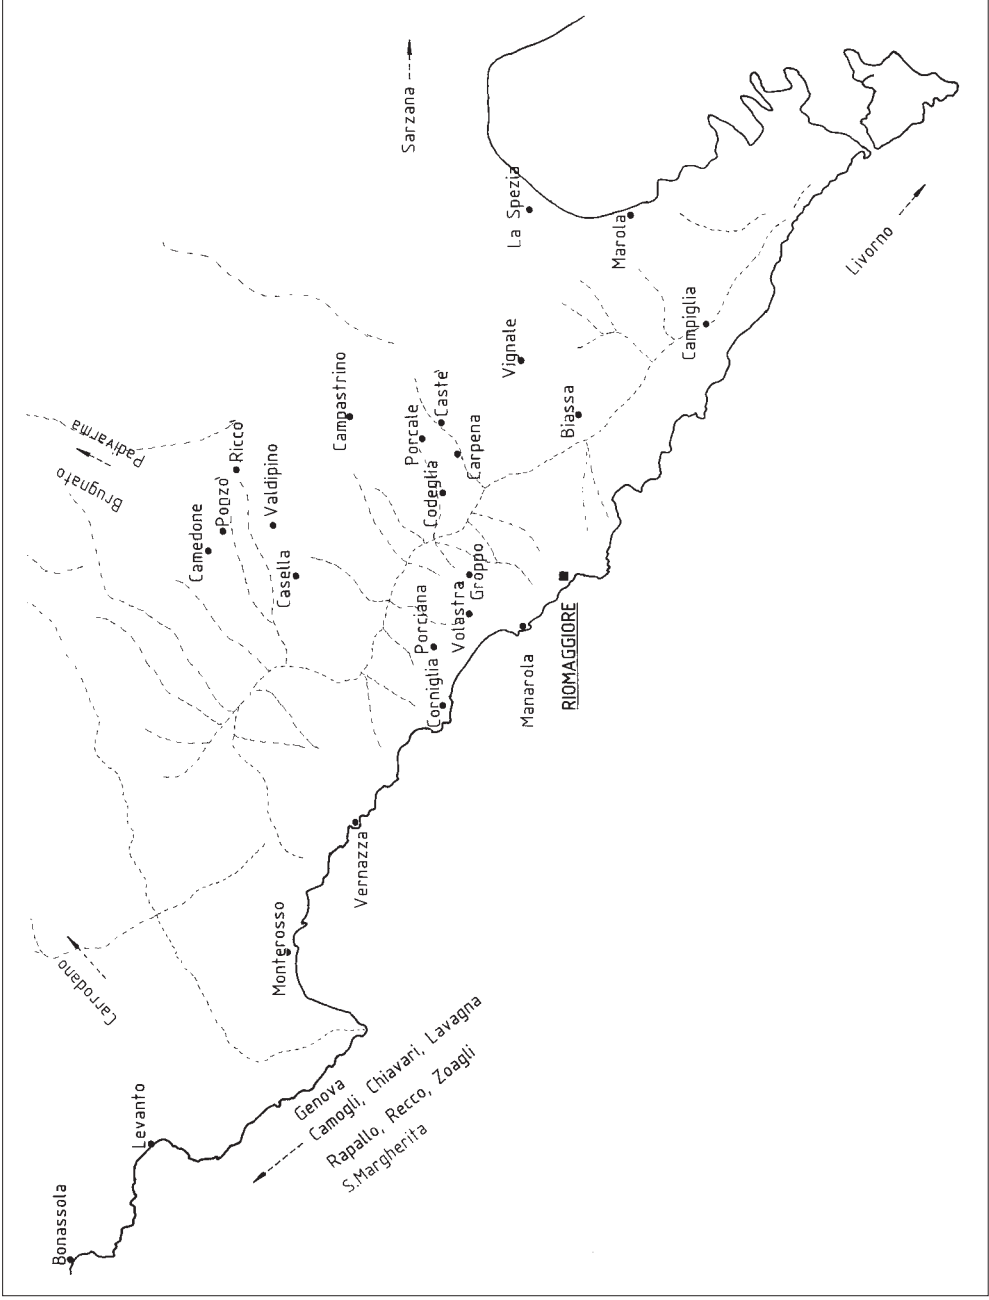 Bonassola
Levanto
Genova
Camogli, Chiavari, Lavagna
Rapallo, Recco, Zoagli
S.Margherita
Carrodano
Monterosso
Vernazza
Corniglia
Porciana
Manarola
RIOMAGGIORE
Volastra
Groppo
Casella
Camedone
Ponzò
Riccò
Valdipino
Brugnato
Padivarma
Campastrino
Codeglia
Porcale
Castè
Carpena
Biassa
Vignale
Campiglia
Marola
La Spezia
Sarzana
Livorno